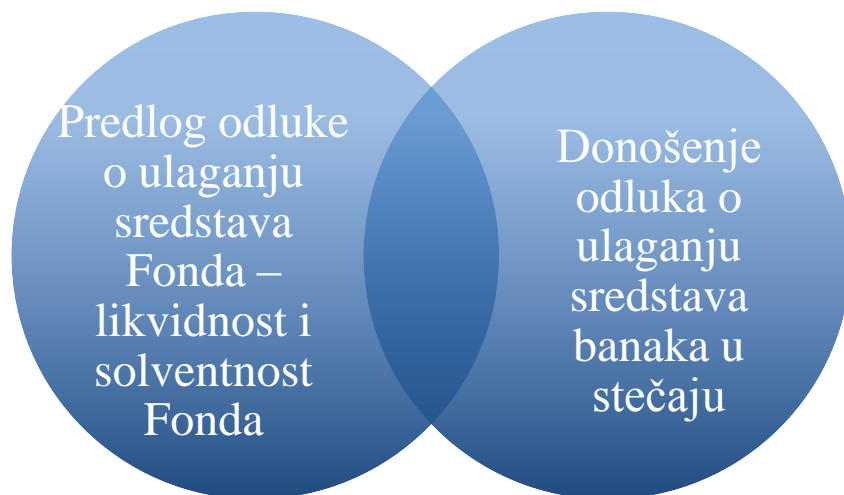 Predlog odluke
o ulaganju
sredstava
Fonda –
likvidnost i
solventnost
Fonda
Donošenje
odluka o
ulaganju
sredstava
banaka u
stečaju